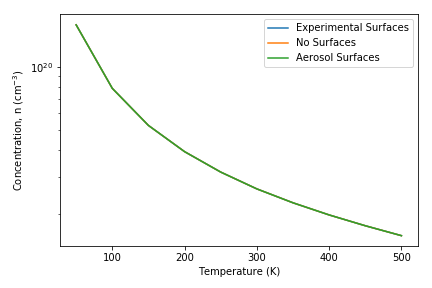 Experimental Surfaces
No Surfaces
Aerosol Surfaces
10²⁰
Concentration, n (cm⁻³)
100 200 300 400 500
Temperature (K)